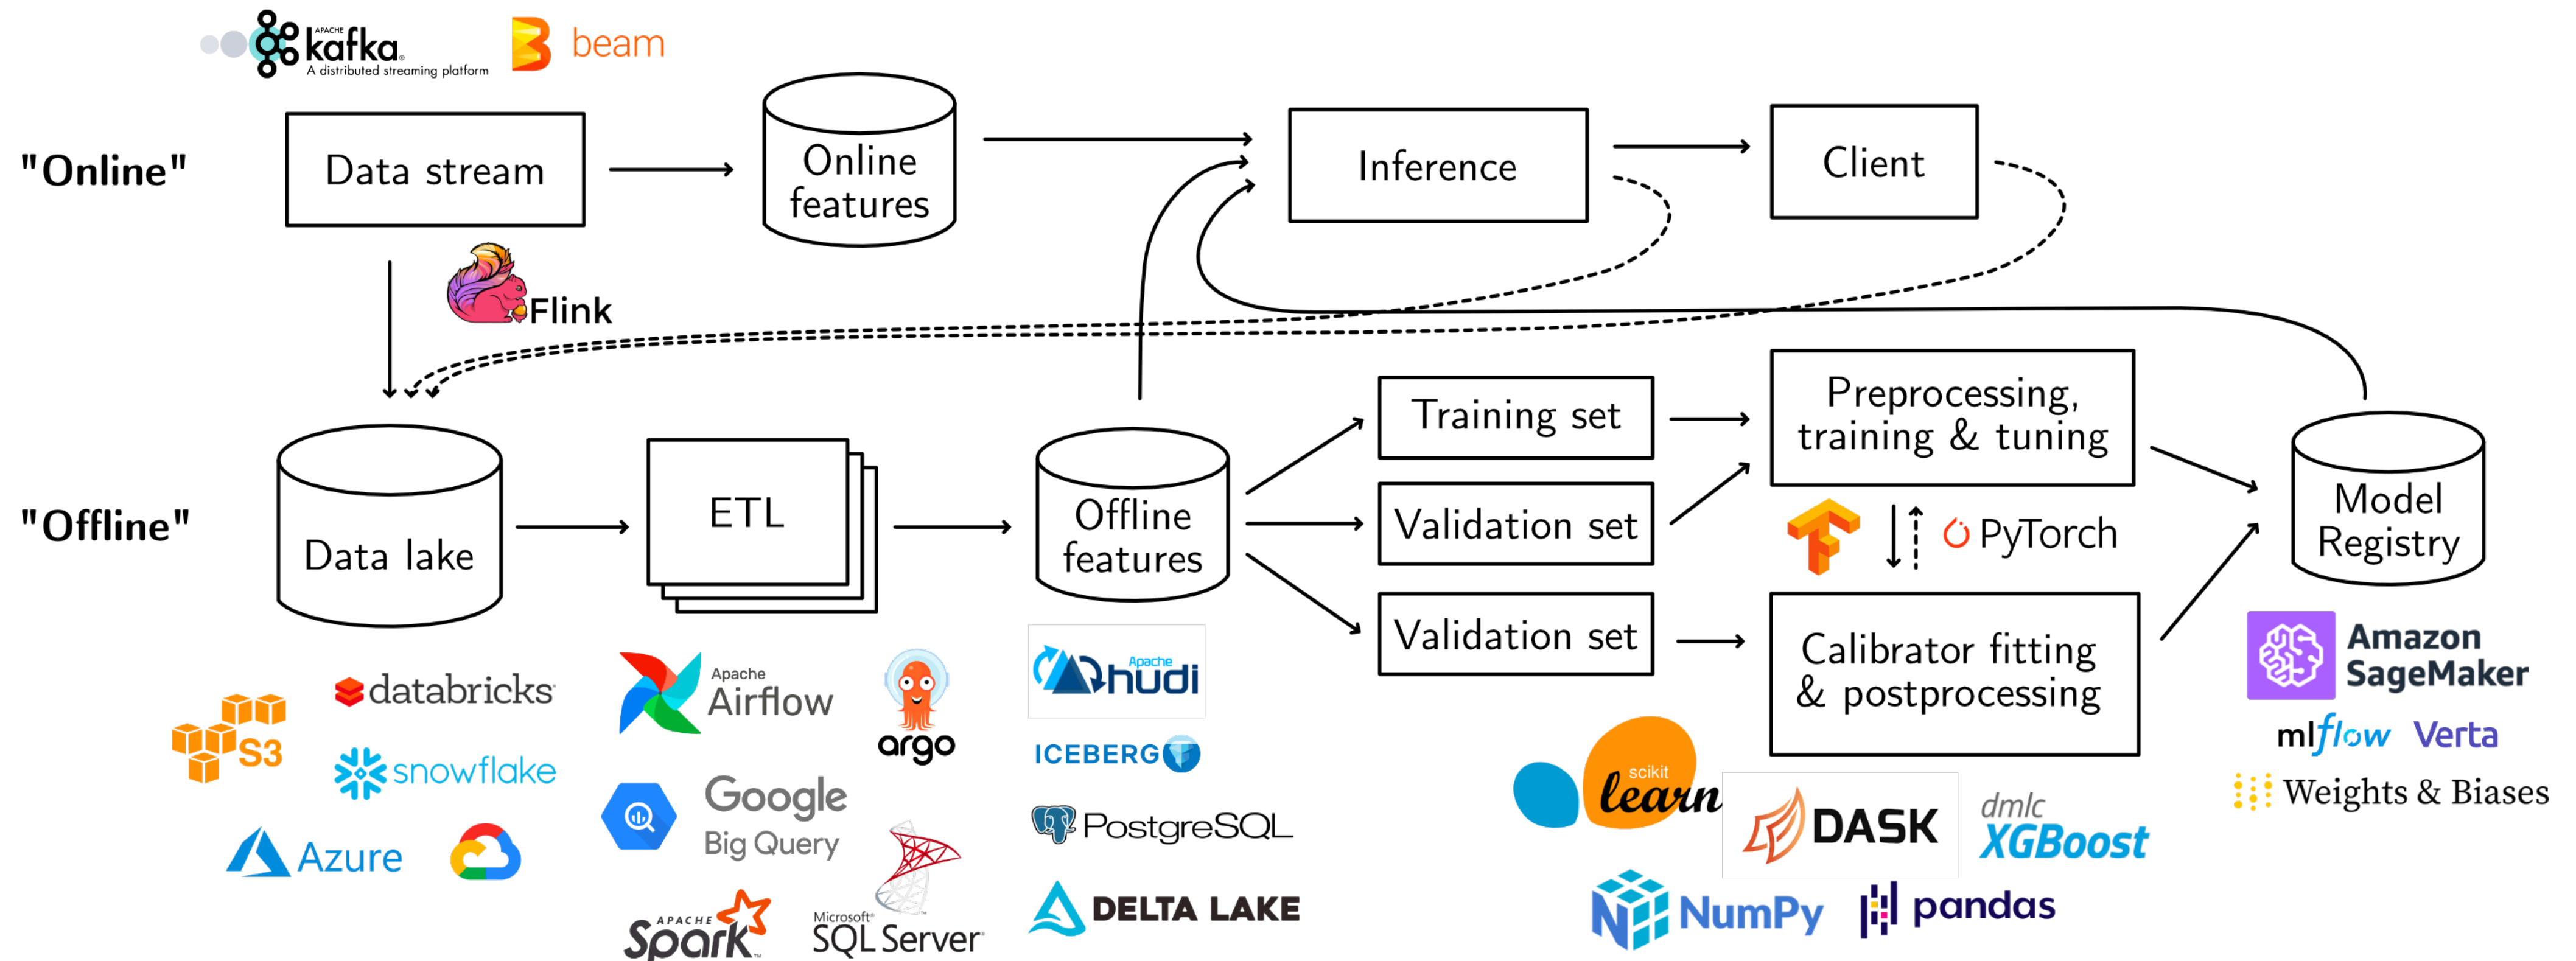 APACHE
kafka®
A distributed streaming platform
beam
"Online"
Data stream
Online
features
Inference
Client
Flink
"Offline"
Data lake
ETL
Offline
features
Training set
Validation set
Validation set
Preprocessing,
training & tuning
PyTorch
Calibrator fitting
& postprocessing
Model
Registry
S3
databricks
snowflake
Azure
Apache
Airflow
argo
Google
Big Query
APACHE
Spark™
Microsoft®
SQL Server®
Apache
hudi
ICEBERG
PostgreSQL
DELTA LAKE
scikit
learn
DASK
dmlc
XGBoost
NumPy
pandas
Amazon
SageMaker
mlflow
Verta
Weights & Biases